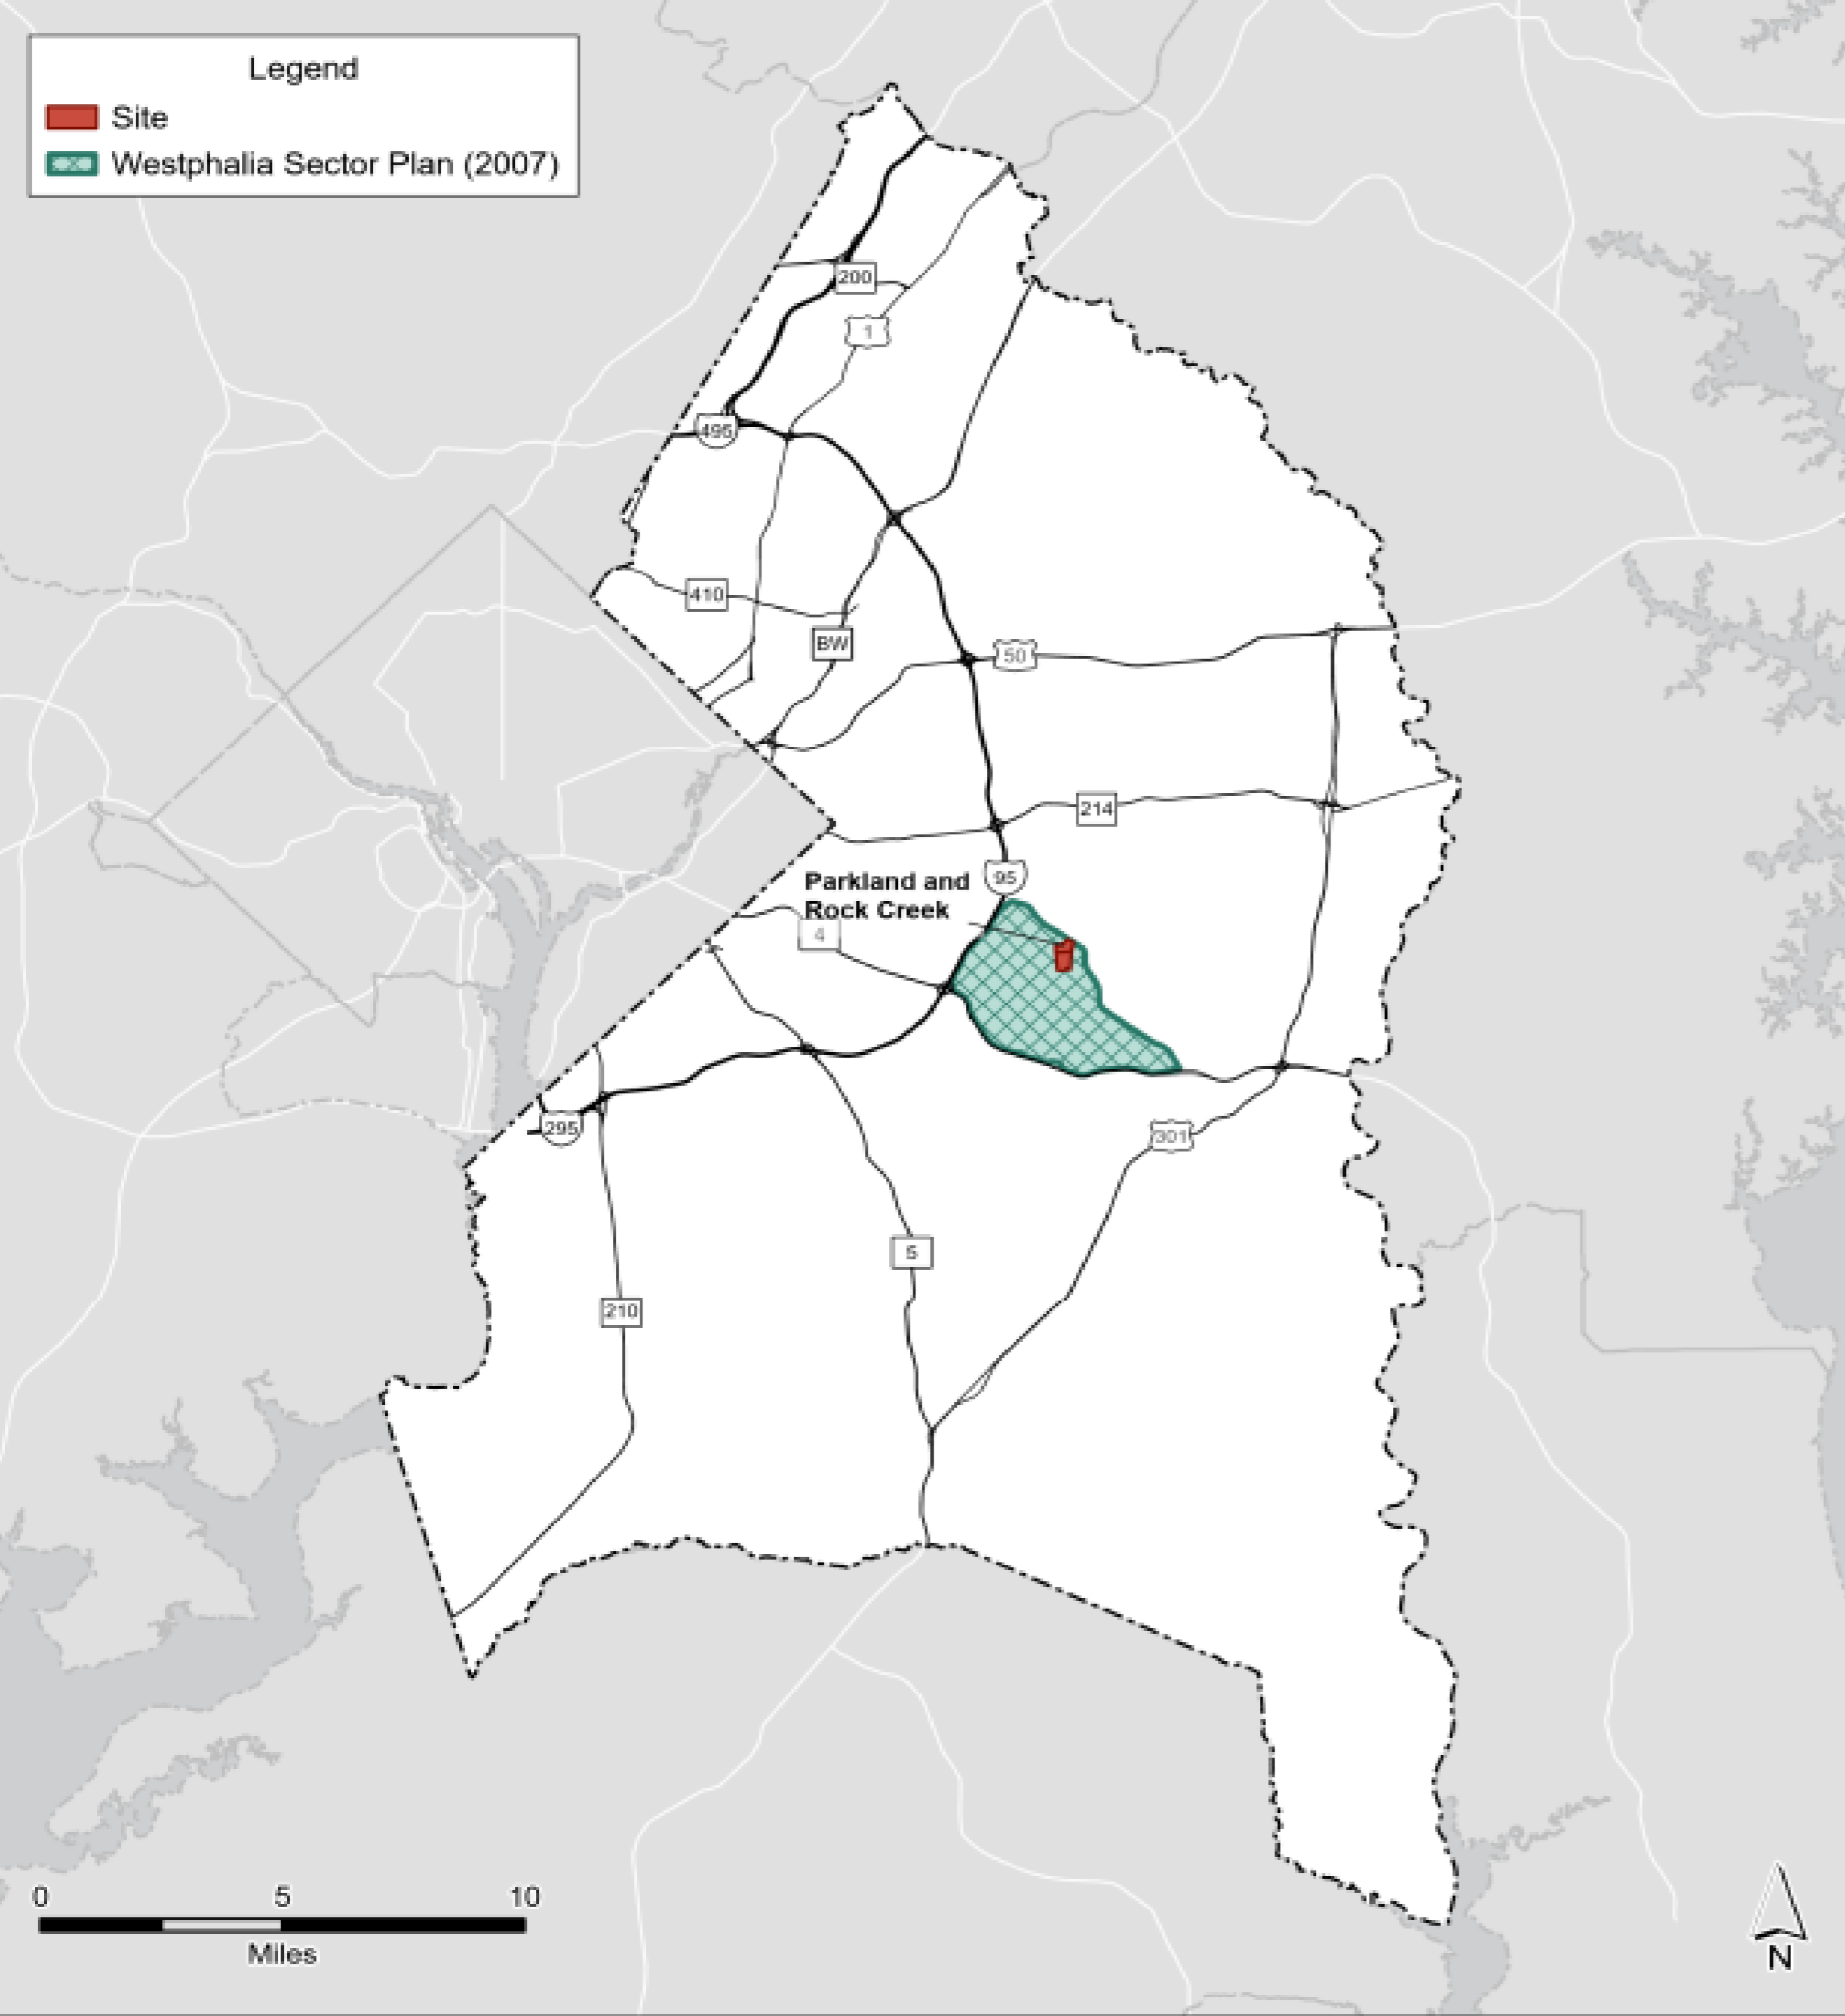 Legend
Site
Westphalia Sector Plan (2007)
200
1
495
410
BW
50
214
95
Parkland and
Rock Creek
4
295
301
5
210
0 5 10
Miles
N